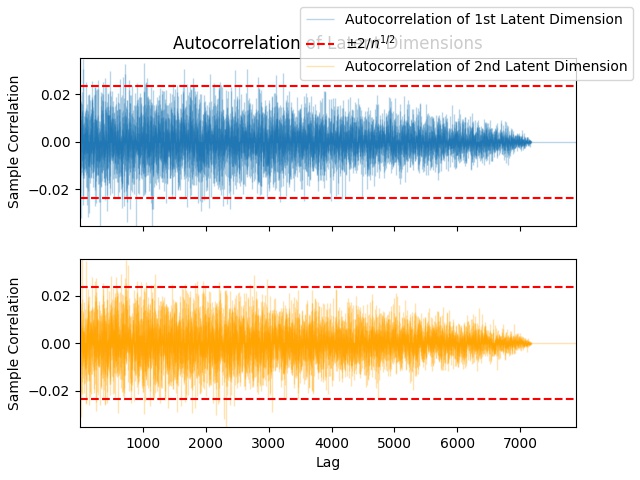 Autocorrelation of 1st Latent Dimension
±2/n^{1/2}
Autocorrelation of 2nd Latent Dimension
Autocorrelation of Latent Dimensions
Sample Correlation
0.02
0.00
−0.02
Sample Correlation
0.02
0.00
−0.02
1000 2000 3000 4000 5000 6000 7000
Lag